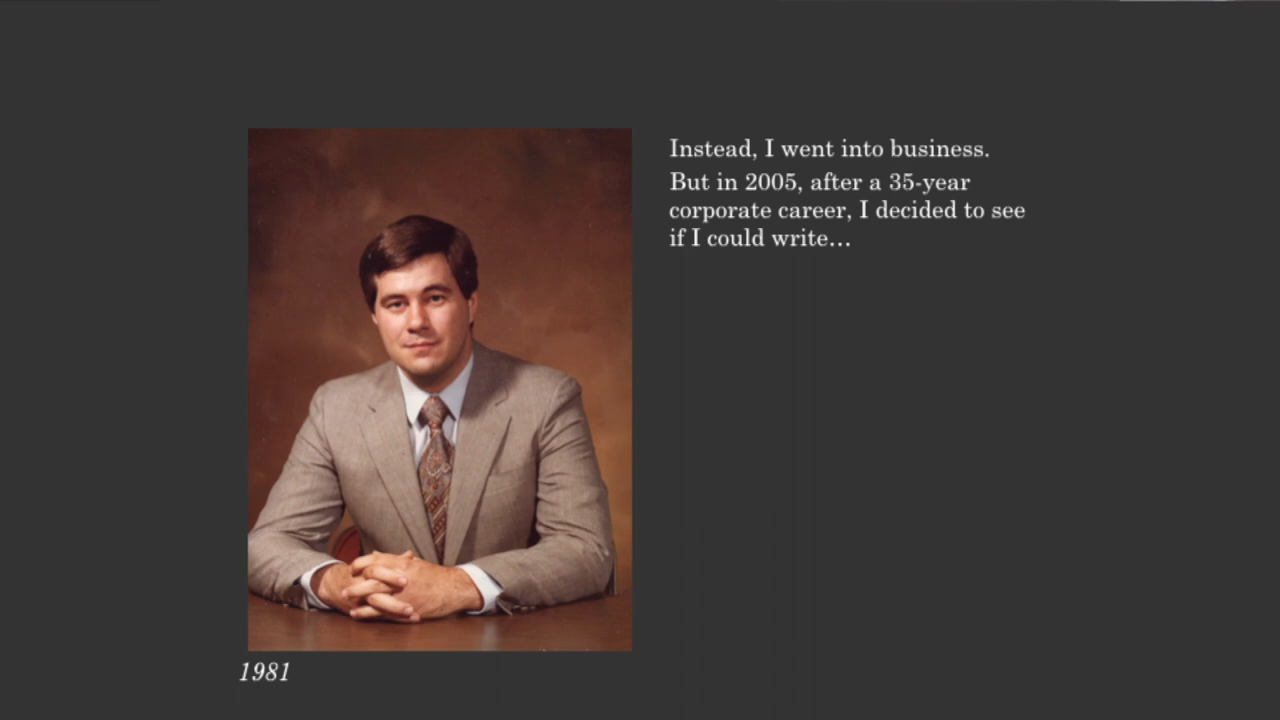 Instead, I went into business.
But in 2005, after a 35-year
corporate career, I decided to see
if I could write…
1981